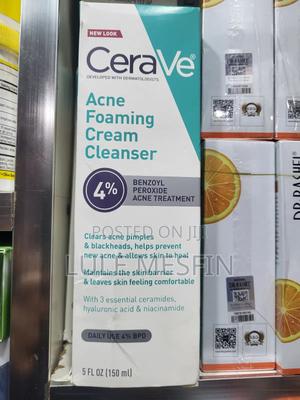 NEW LOOK
CeraVe
DEVELOPED WITH DERMATOLOGISTS
Acne
Foaming
Cream
Cleanser
4%
BENZOYL
PEROXIDE
ACNE TREATMENT
POSTED ON JIJI
Clears acne pimples
& blackheads, helps prevent
new acne & allows skin to heal
LULE MESFIN
Maintains the skin barrier
& leaves skin feeling comfortable
With 3 essential ceramides,
hyaluronic acid & niacinamide
DAILY USE 4% BPO
5 FL OZ (150 ml)
DR.RASHEL